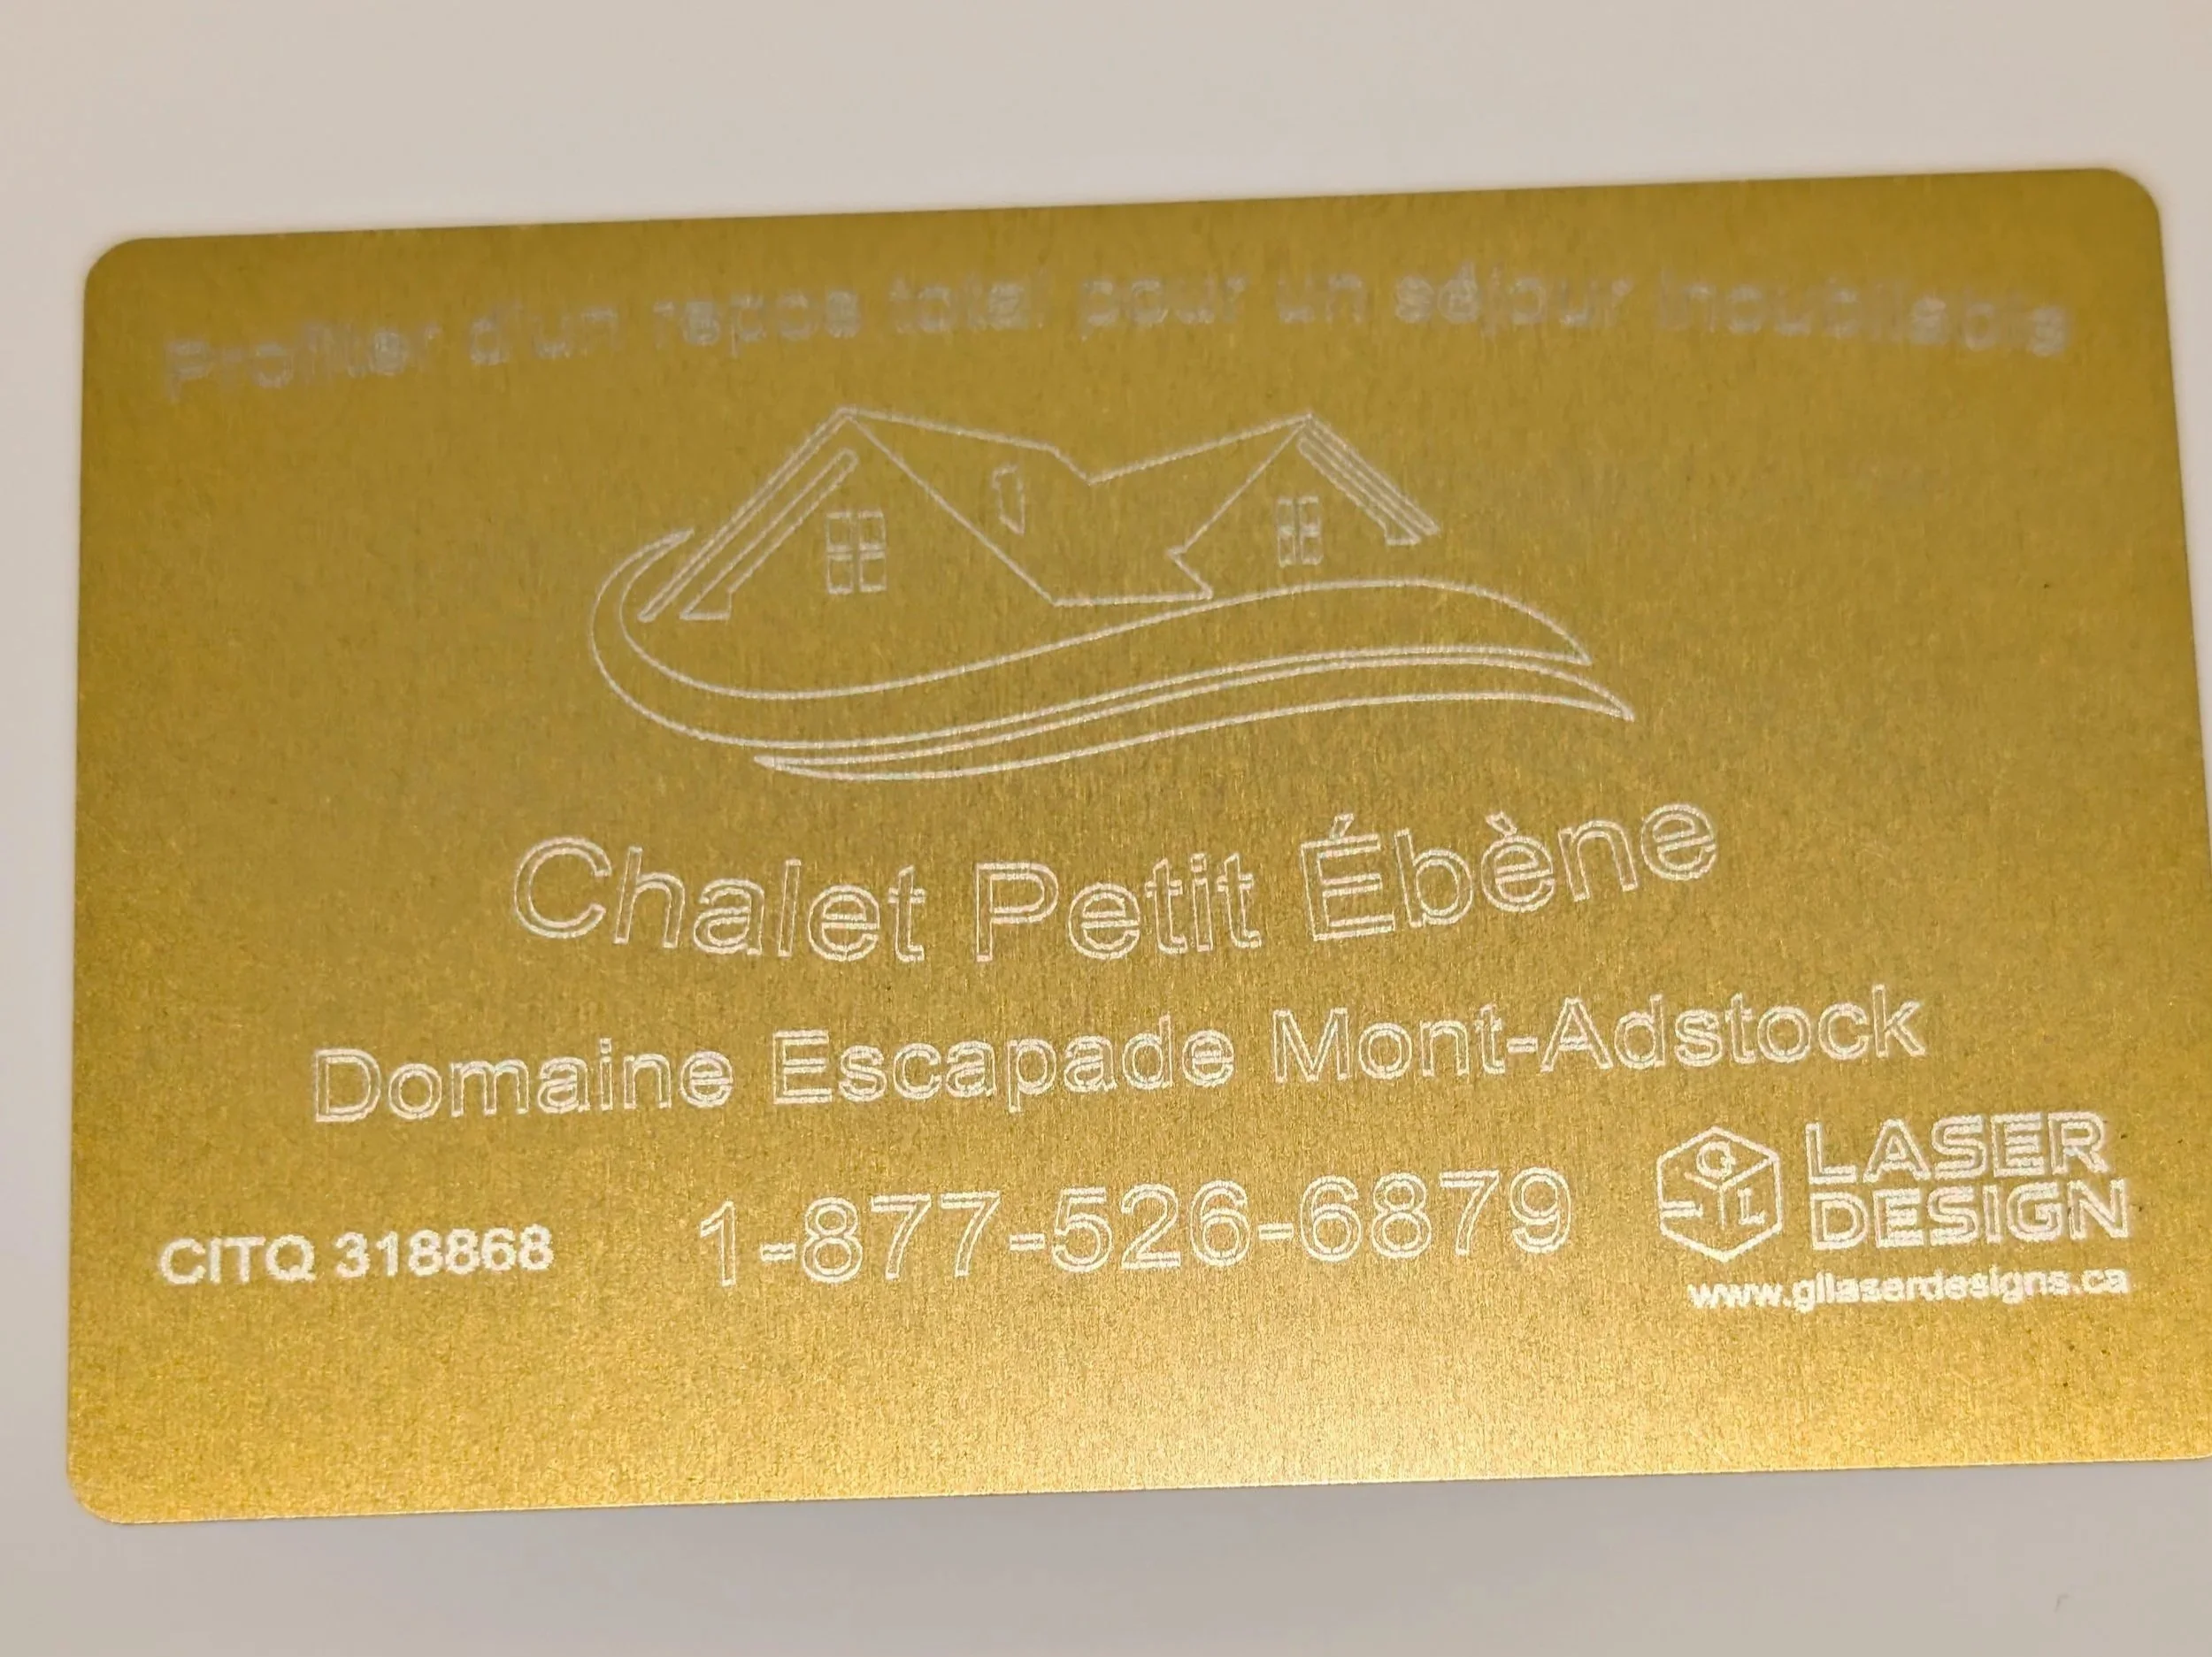 Profiter d'un repos total pour un séjour inoubliable
Chalet Petit Ébène
Domaine Escapade Mont-Adstock
CITQ 318868
1-877-526-6879
GLL
LASER
DESIGN
www.gllaserdesigns.ca